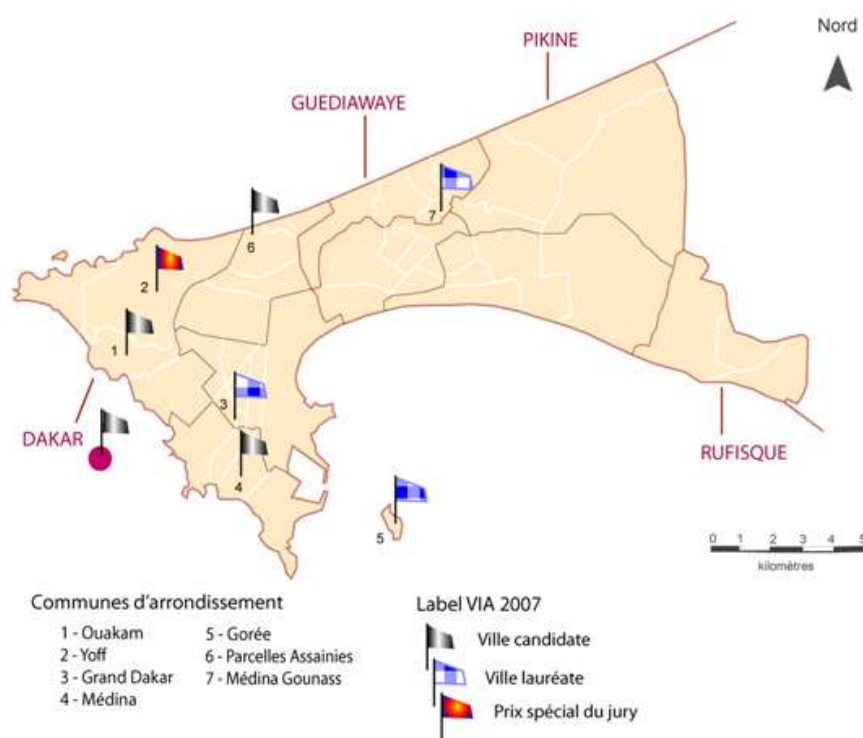 Nord
PIKINE
GUEDIAWAYE
7
6
2
1
3
DAKAR
RUFISQUE
4
5
0 1 2 3 4 5
kilomètres
Communes d'arrondissement
1 - Ouakam
2 - Yoff
3 - Grand Dakar
4 - Médina
5 - Gorée
6 - Parcelles Assainies
7 - Médina Gounass
Label VIA 2007
Ville candidate
Ville lauréate
Prix spécial du jury